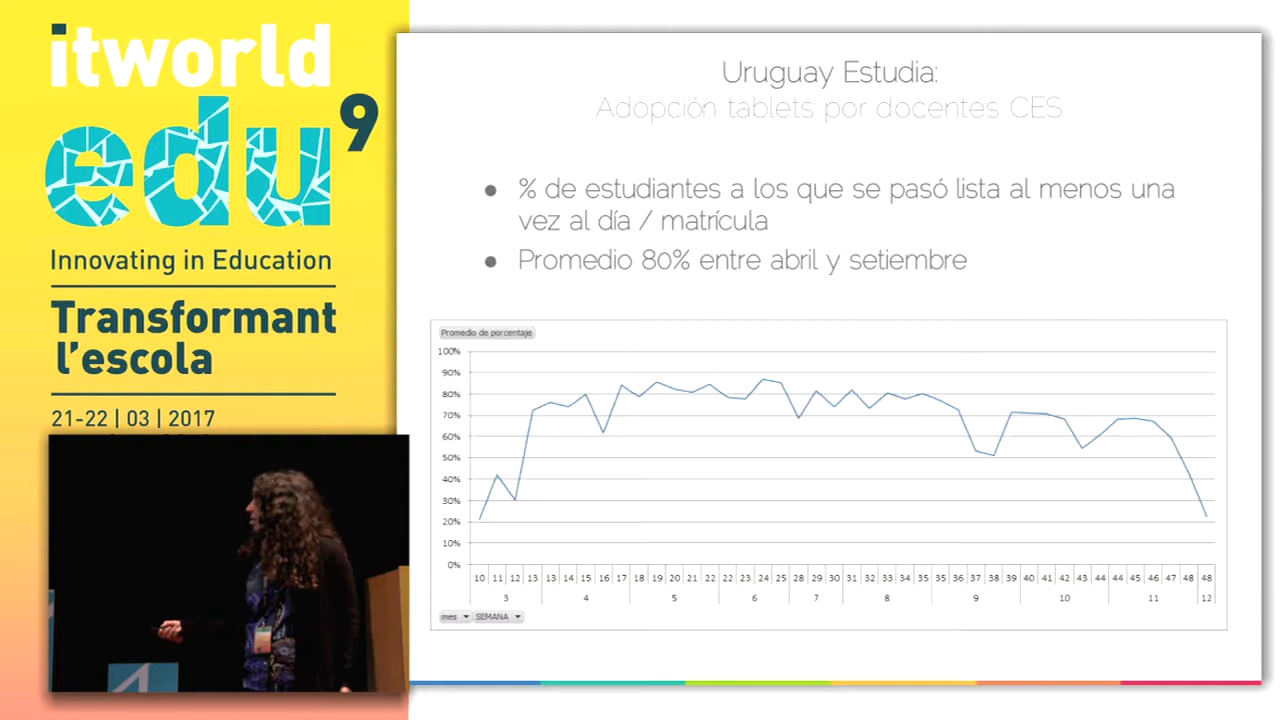 itworld
edu⁹
Innovating in Education
Transformant
l'escola
21-22 | 03 | 2017
Uruguay Estudia:
Adopción tablets por docentes CES
● % de estudiantes a los que se pasó lista al menos una
vez al día / matrícula
● Promedio 80% entre abril y setiembre
Promedio de porcentaje
100%
90%
80%
70%
60%
50%
40%
30%
20%
10%
0%
10 11 12 13 13 14 15 16 17 18 19 20 21 22 22 23 24 25 28 29 30 31 31 32 33 34 35 35 36 37 38 39 40 41 42 43 44 44 45 46 47 48 48
3 4 5 6 7 8 9 10 11 12
mes SEMANA